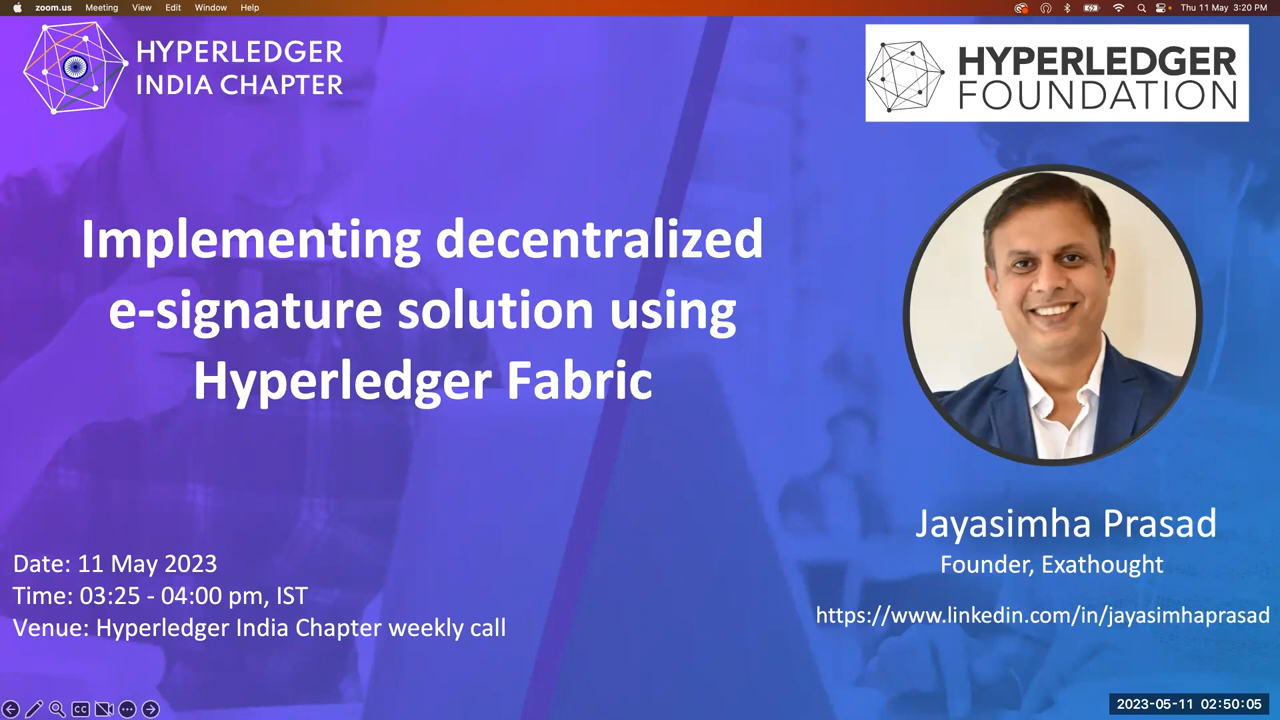 zoom.us Meeting View Edit Window Help
Thu 11 May 3:20 PM
HYPERLEDGER
INDIA CHAPTER
HYPERLEDGER
FOUNDATION
Implementing decentralized
e-signature solution using
Hyperledger Fabric
Jayasimha Prasad
Founder, Exathought
https://www.linkedin.com/in/jayasimhaprasad
Date: 11 May 2023
Time: 03:25 - 04:00 pm, IST
Venue: Hyperledger India Chapter weekly call
CC
2023-05-11 02:50:05